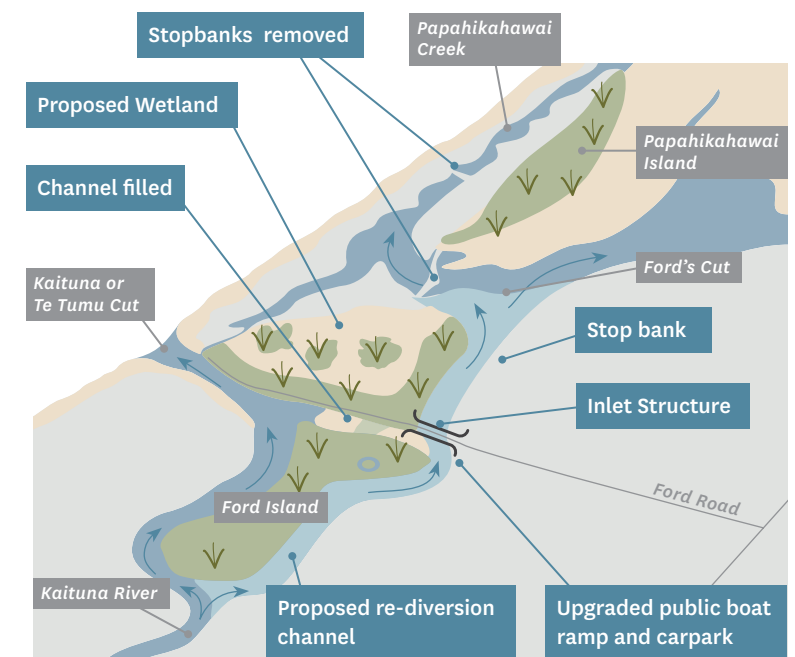 Stopbanks removed
Papahikahawai
Creek
Proposed Wetland
Papahikahawai
Island
Channel filled
Kaituna or
Te Tumu Cut
Ford's Cut
Stop bank
Inlet Structure
Ford Road
Ford Island
Kaituna River
Proposed re-diversion
channel
Upgraded public boat
ramp and carpark